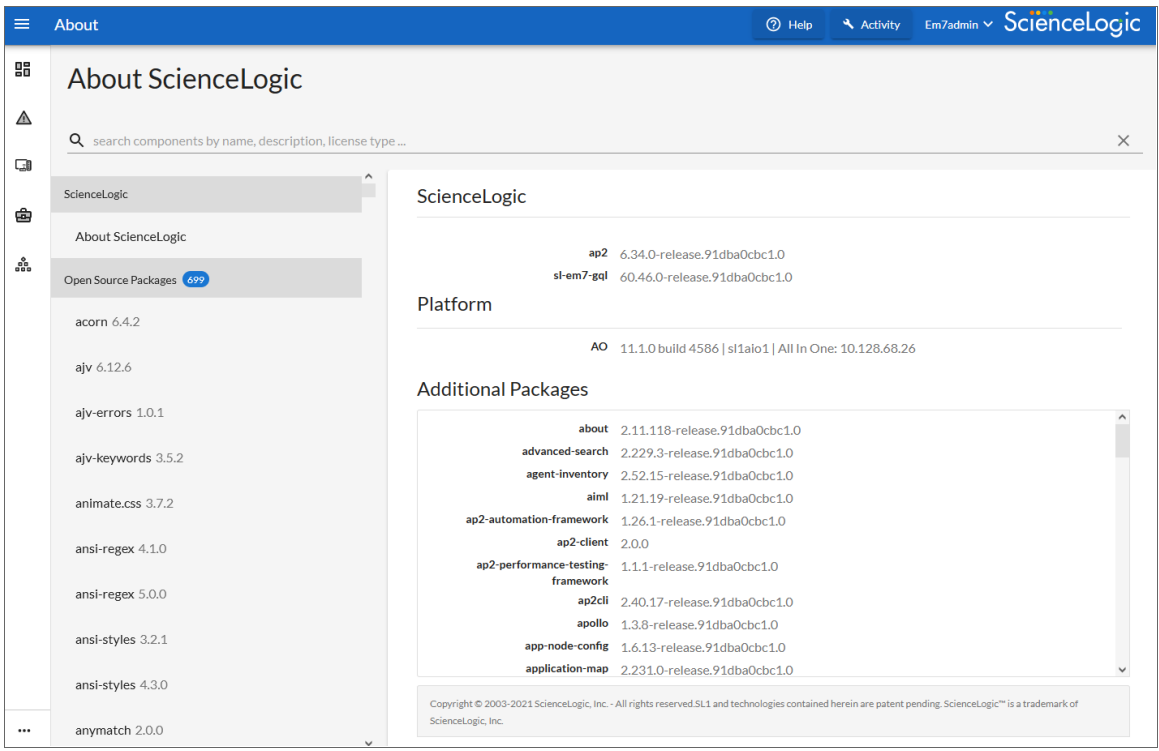 About
Help
Activity
Em7admin
ScienceLogic
About ScienceLogic
search components by name, description, license type ...
ScienceLogic
About ScienceLogic
Open Source Packages 699
acorn 6.4.2
ajv 6.12.6
ajv-errors 1.0.1
ajv-keywords 3.5.2
animate.css 3.7.2
ansi-regex 4.1.0
ansi-regex 5.0.0
ansi-styles 3.2.1
ansi-styles 4.3.0
anymatch 2.0.0
ScienceLogic
ap2 6.34.0-release.91dba0cbc1.0
sl-em7-gql 60.46.0-release.91dba0cbc1.0
Platform
AO 11.1.0 build 4586 | sl1aio1 | All In One: 10.128.68.26
Additional Packages
about 2.11.118-release.91dba0cbc1.0
advanced-search 2.229.3-release.91dba0cbc1.0
agent-inventory 2.52.15-release.91dba0cbc1.0
aiml 1.21.19-release.91dba0cbc1.0
ap2-automation-framework 1.26.1-release.91dba0cbc1.0
ap2-client 2.0.0
ap2-performance-testing- 1.1.1-release.91dba0cbc1.0
framework
ap2cli 2.40.17-release.91dba0cbc1.0
apollo 1.3.8-release.91dba0cbc1.0
app-node-config 1.6.13-release.91dba0cbc1.0
application-map 2.231.0-release.91dba0cbc1.0
Copyright © 2003-2021 ScienceLogic, Inc. - All rights reserved.SL1 and technologies contained herein are patent pending. ScienceLogic™ is a trademark of
ScienceLogic, Inc.